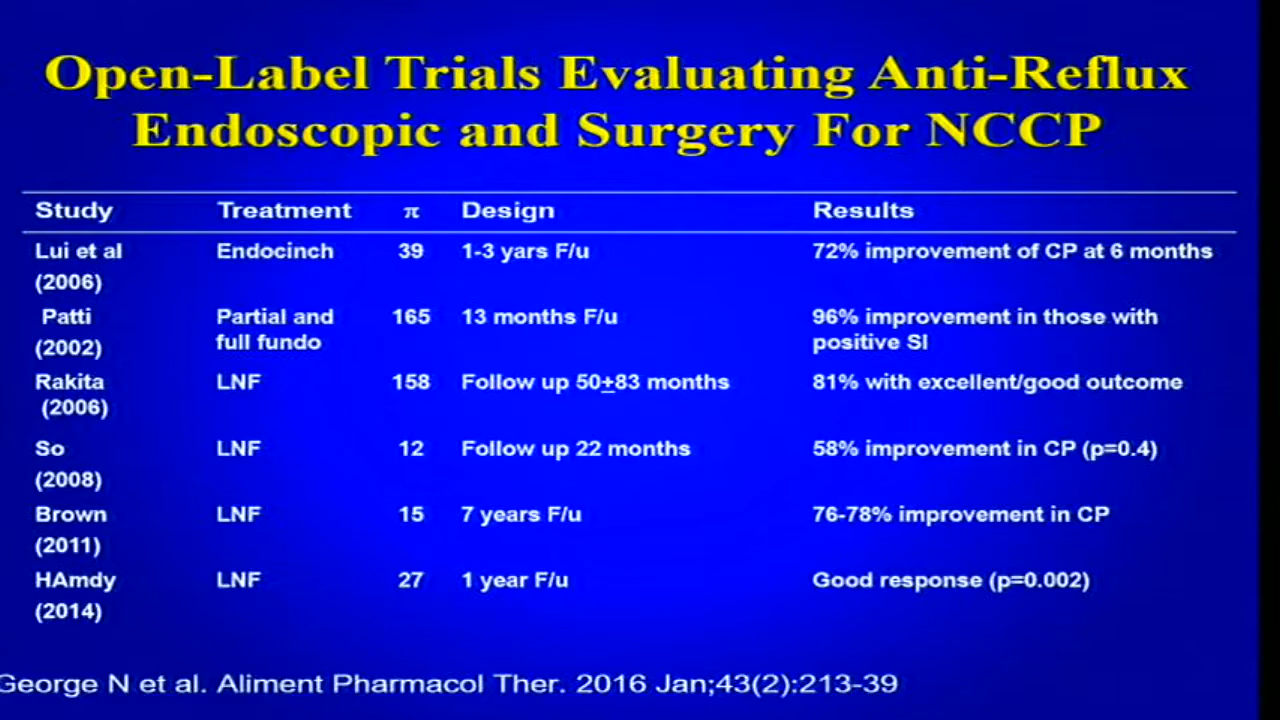 Open-Label Trials Evaluating Anti-Reflux
Endoscopic and Surgery For NCCP
Study Treatment π Design Results
Lui et al Endocinch 39 1-3 yars F/u 72% improvement of CP at 6 months
(2006)
Patti Partial and 165 13 months F/u 96% improvement in those with
(2002) full fundo positive SI
Rakita LNF 158 Follow up 50±83 months 81% with excellent/good outcome
(2006)
So LNF 12 Follow up 22 months 58% improvement in CP (p=0.4)
(2008)
Brown LNF 15 7 years F/u 76-78% improvement in CP
(2011)
HAmdy LNF 27 1 year F/u Good response (p=0.002)
(2014)
George N et al. Aliment Pharmacol Ther. 2016 Jan;43(2):213-39